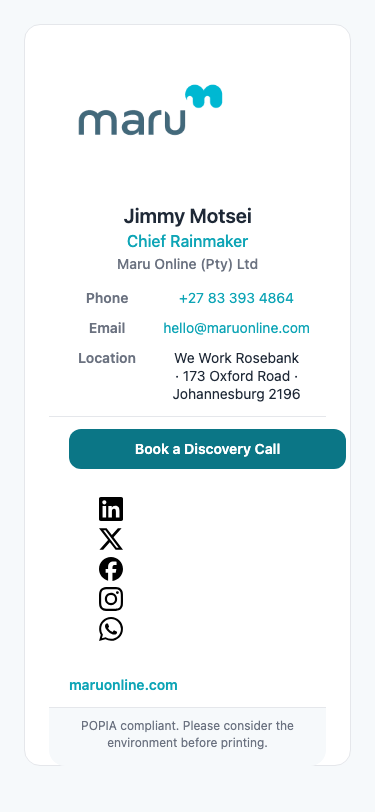 maru
Jimmy Motsei
Chief Rainmaker
Maru Online (Pty) Ltd
Phone +27 83 393 4864
Email hello@maruonline.com
Location We Work Rosebank
· 173 Oxford Road ·
Johannesburg 2196
Book a Discovery Call
maruonline.com
POPIA compliant. Please consider the
environment before printing.